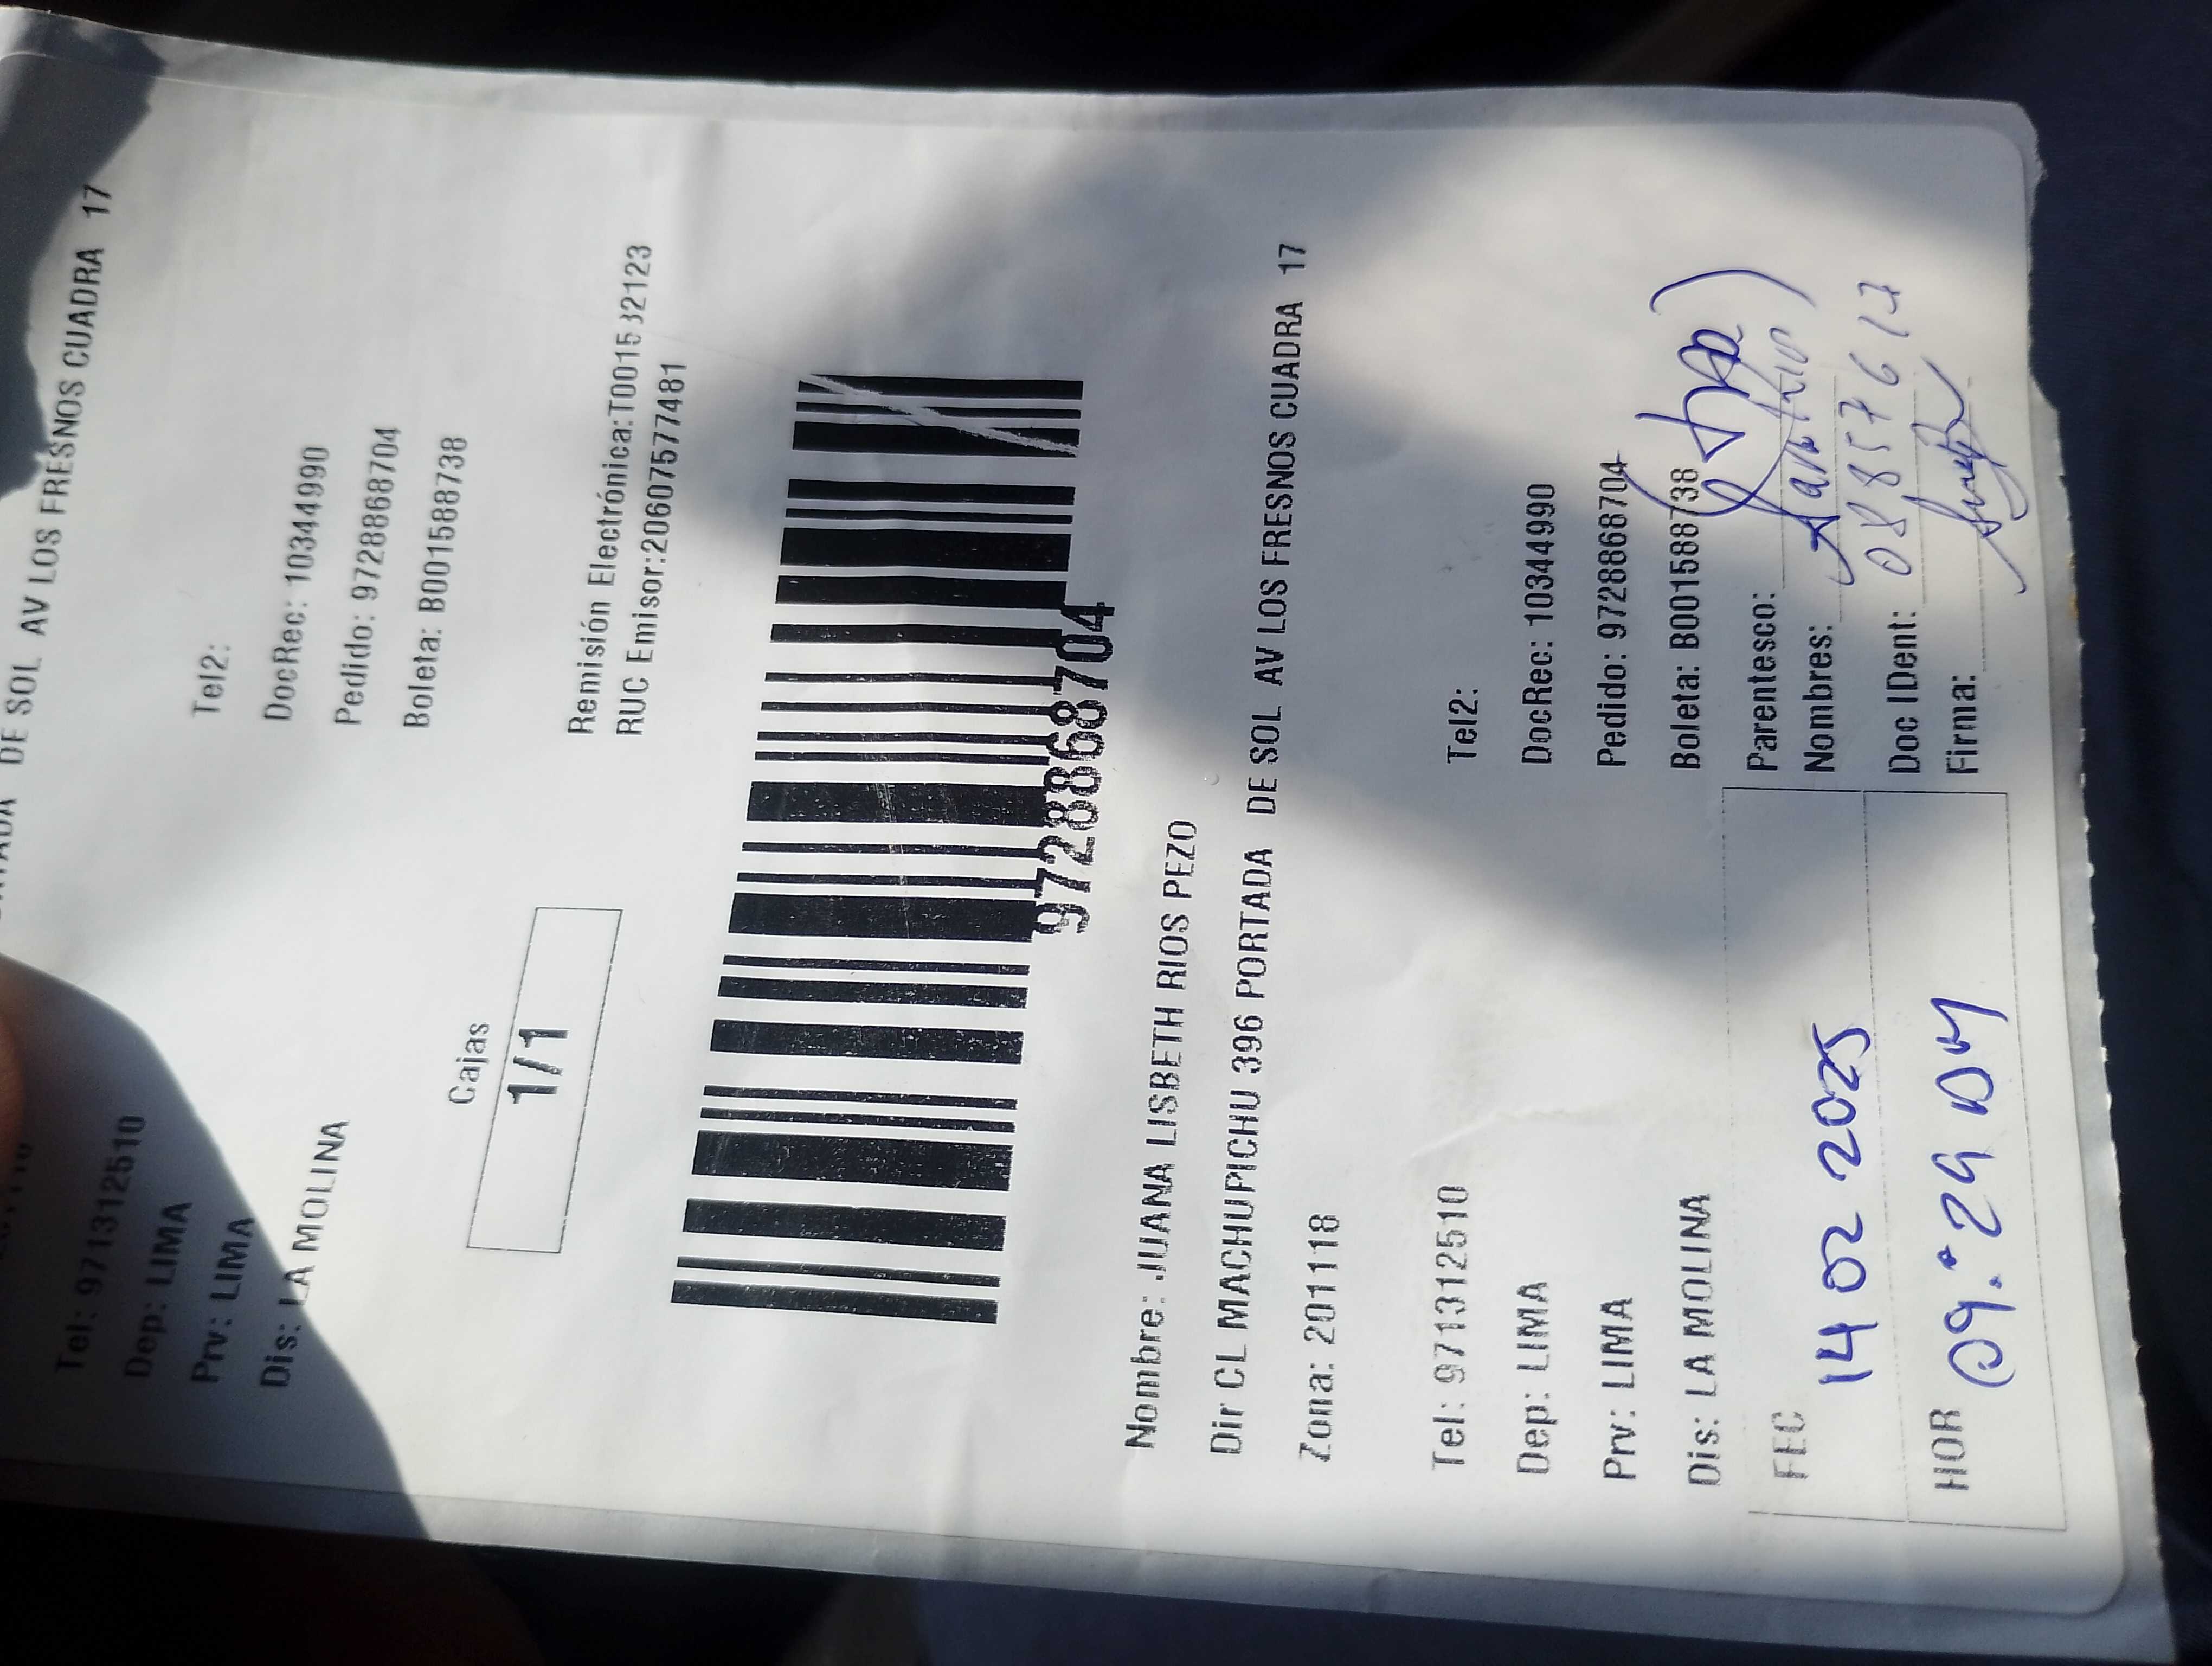 DE SOL AV LOS FRESNOS CUADRA 17
Tel: 971312510
Tel2:
Dep: LIMA
DocRec: 10344990
Prv: LIMA
Pedido: 9728868704
Dis: LA MOLINA
Boleta: B001588738
Cajas
1/1
Remisión Electrónica:
RUC Emisor:20607577481
9728868704
Nombre: JUANA LISBETH RIOS PEZO
Dir CL MACHUPICHU 396 PORTADA DE SOL AV LOS FRESNOS CUADRA 17
Zona: 201118
Tel: 971312510
Tel2:
Dep: LIMA
DocRec: 10344990
Prv: LIMA
Pedido: 9728868704
Dis: LA MOLINA
Boleta: B001588738
FEC 14 02 2025
Parentesco:
Nombres:
HOR 09:29 AM
Doc IDent: 08857617
Firma: